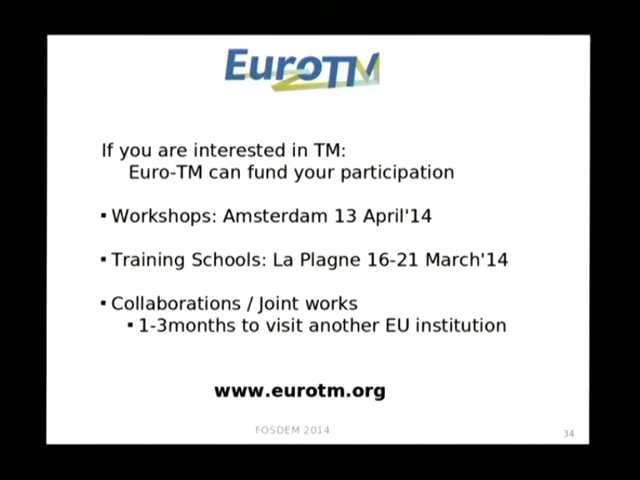 EuroTM
If you are interested in TM:
Euro-TM can fund your participation
▪ Workshops: Amsterdam 13 April'14
▪ Training Schools: La Plagne 16-21 March'14
▪ Collaborations / Joint works
▪ 1-3months to visit another EU institution
www.eurotm.org
FOSDEM 2014
34